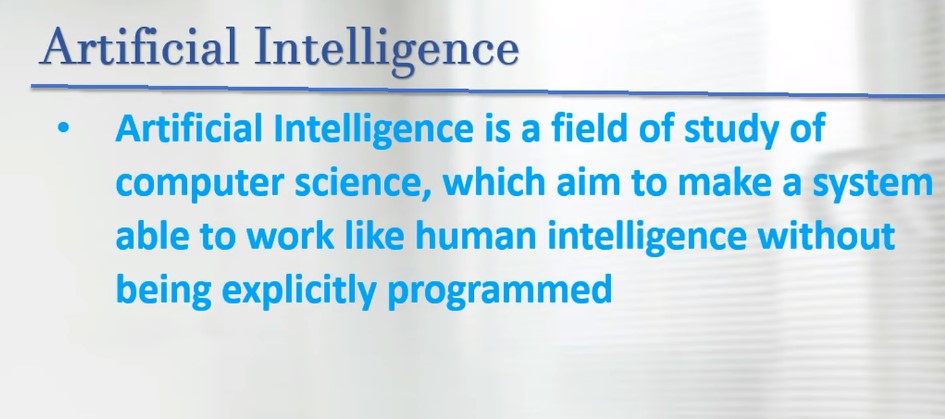 Artificial Intelligence
• Artificial Intelligence is a field of study of
computer science, which aim to make a system
able to work like human intelligence without
being explicitly programmed